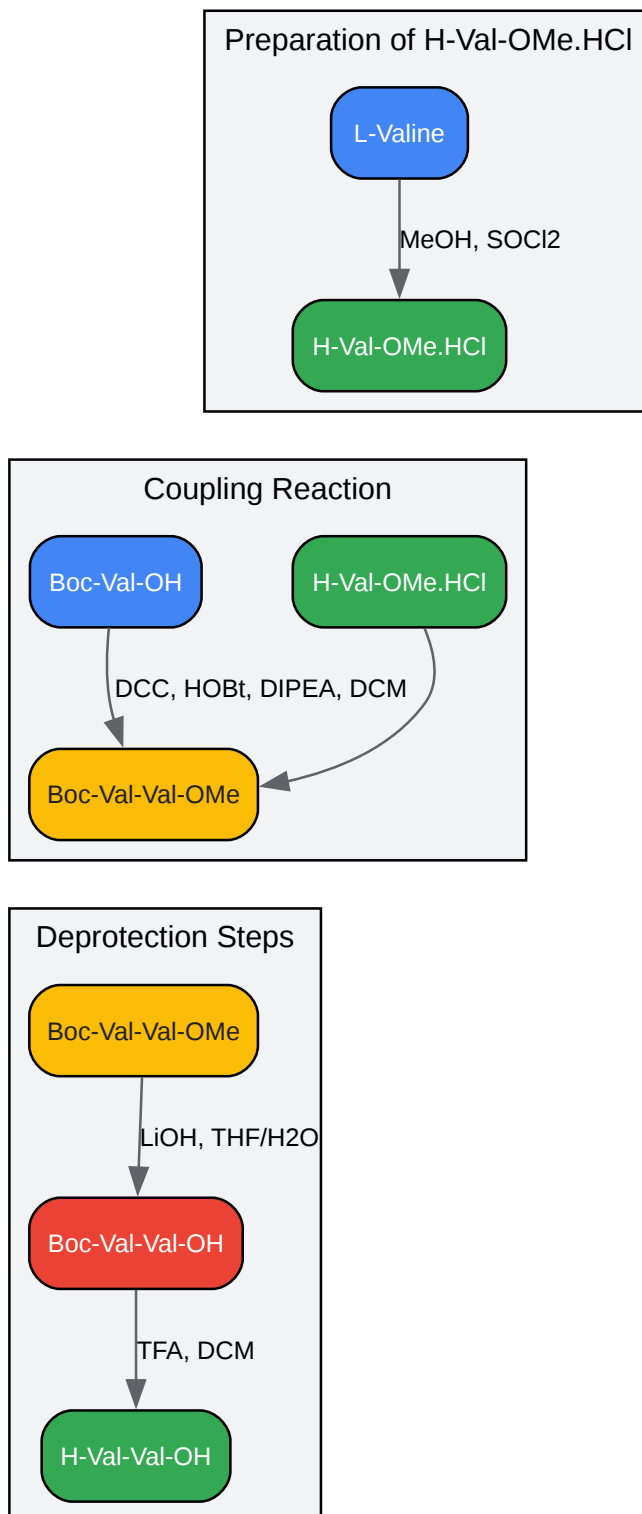 Preparation of H-Val-OMe.HCl
L-Valine
MeOH, SOCl2
H-Val-OMe.HCl
Coupling Reaction
Boc-Val-OH
H-Val-OMe.HCl
DCC, HOBt, DIPEA, DCM
Boc-Val-Val-OMe
Deprotection Steps
Boc-Val-Val-OMe
LiOH, THF/H2O
Boc-Val-Val-OH
TFA, DCM
H-Val-Val-OH